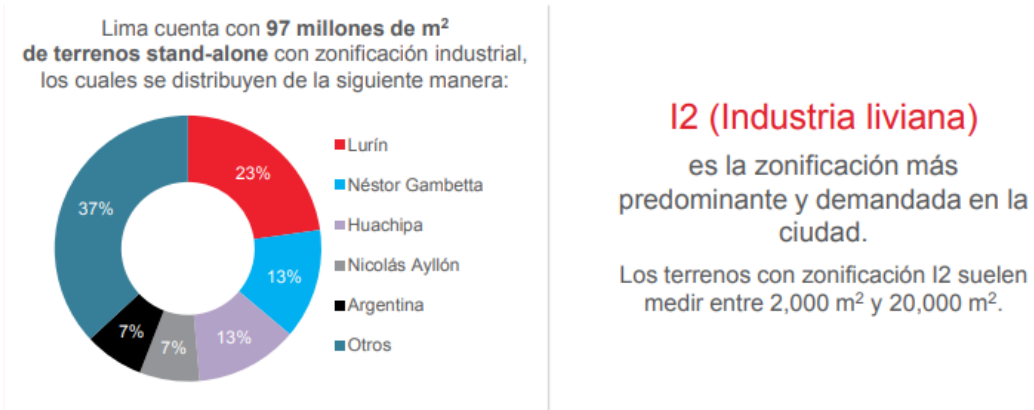 Lima cuenta con 97 millones de m²
de terrenos stand-alone con zonificación industrial,
los cuales se distribuyen de la siguiente manera:
23%
13%
13%
7%
7%
37%
Lurín
Néstor Gambetta
Huachipa
Nicolás Ayllón
Argentina
Otros
I2 (Industria liviana)
es la zonificación más
predominante y demandada en la
ciudad.
Los terrenos con zonificación I2 suelen
medir entre 2,000 m² y 20,000 m².